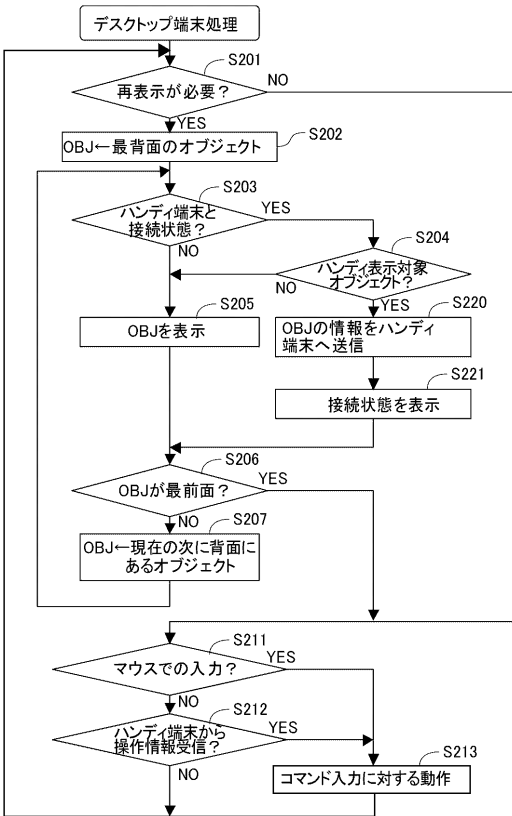 デスクトップ端末処理
S201
再表示が必要？
NO
YES
S202
OBJ←最背面のオブジェクト
S203
ハンディ端末と
接続状態？
YES
NO
S204
ハンディ表示対象
オブジェクト？
NO
YES
S205
OBJを表示
S220
OBJの情報をハンディ
端末へ送信
S221
接続状態を表示
S206
OBJが最前面？
YES
NO
S207
OBJ←現在の次に背面に
あるオブジェクト
S211
マウスでの入力？
YES
NO
S212
ハンディ端末から
操作情報受信？
YES
NO
S213
コマンド入力に対する動作